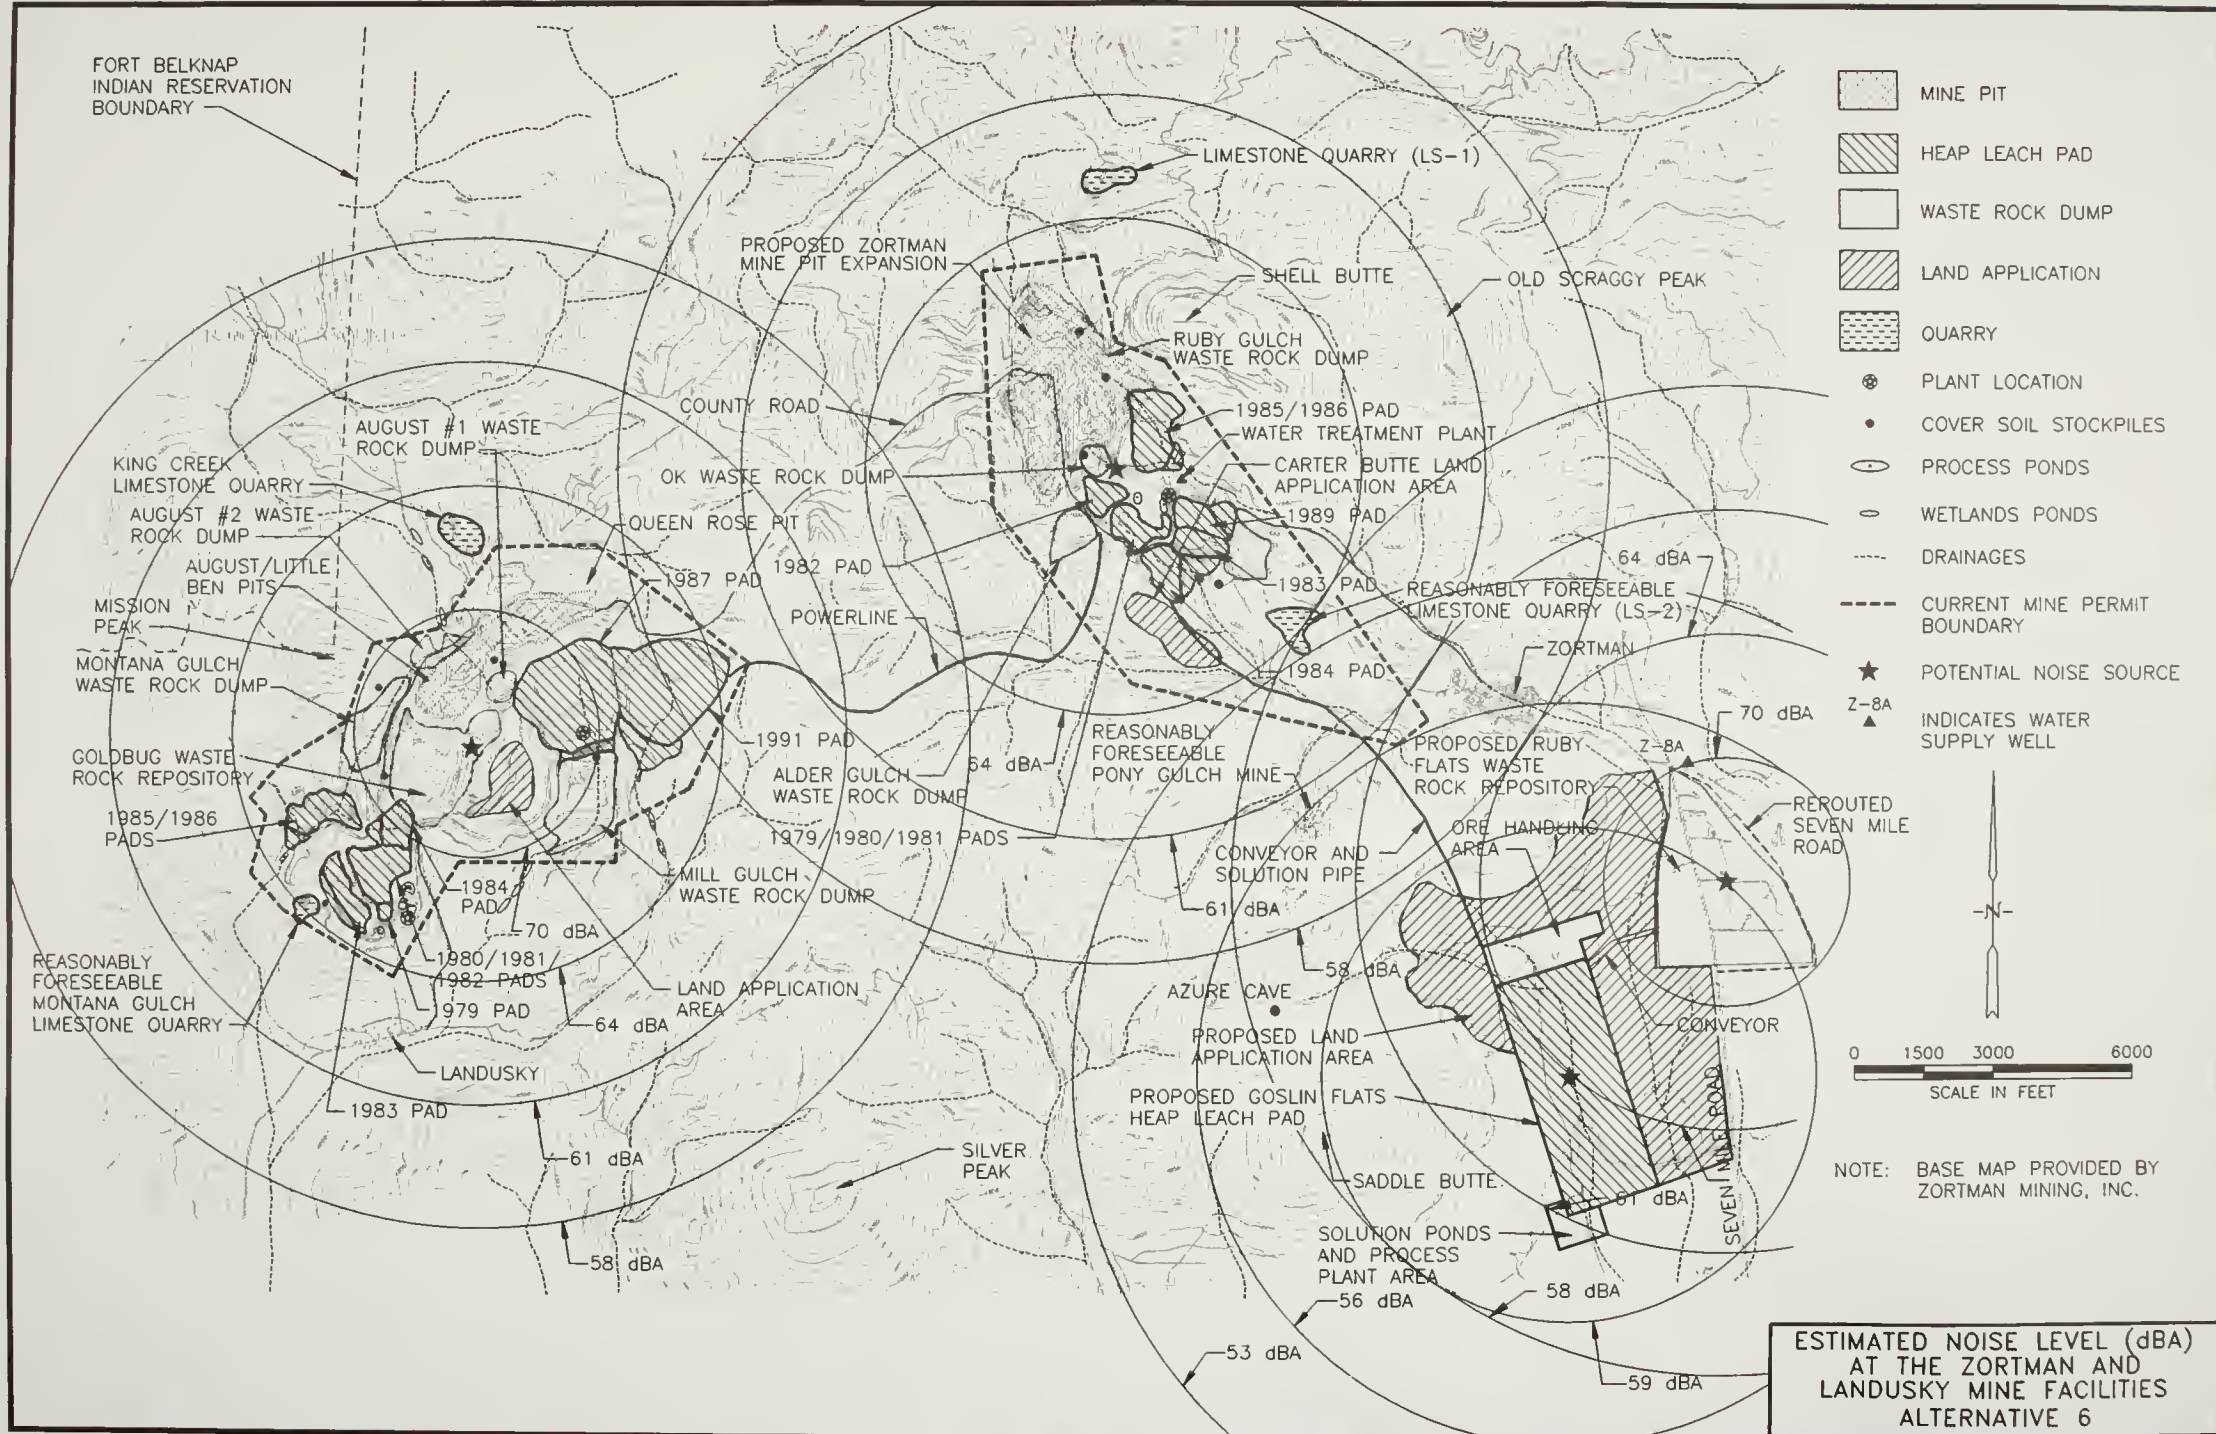 FORT BELKNAP
INDIAN RESERVATION
BOUNDARY
LIMESTONE QUARRY (LS-1)
PROPOSED ZORTMAN
MINE PIT EXPANSION
SHELL BUTTE
OLD SCRAGGY PEAK
RUBY GULCH
WASTE ROCK DUMP
COUNTY ROAD
1985/1986 PAD
WATER TREATMENT PLANT
AUGUST #1 WASTE
ROCK DUMP
KING CREEK
LIMESTONE QUARRY
OK WASTE ROCK DUMP
CARTER BUTTE LAND
APPLICATION AREA
AUGUST #2 WASTE
ROCK DUMP
QUEEN ROSE PIT
1989 PAD
AUGUST/LITTLE
BEN PITS
1987 PAD
1982 PAD
1983 PAD
64 dBA
MISSION
PEAK
POWERLINE
REASONABLY FORESEEABLE
LIMESTONE QUARRY (LS-2)
MONTANA GULCH
WASTE ROCK DUMP
1984 PAD
ZORTMAN
GOLDBUG WASTE
ROCK REPOSITORY
1991 PAD
ALDER GULCH
WASTE ROCK DUMP
64 dBA
REASONABLY
FORESEEABLE
PONY GULCH MINE
PROPOSED RUBY
FLATS WASTE
ROCK REPOSITORY
Z-8A
70 dBA
1985/1986
PADS
1979/1980/1981 PADS
CONVEYOR AND
SOLUTION PIPE
ORE HANDLING
AREA
REROUTED
SEVEN MILE
ROAD
MILL GULCH
WASTE ROCK DUMP
1984
PAD
70 dBA
61 dBA
58 dBA
REASONABLY
FORESEEABLE
MONTANA GULCH
LIMESTONE QUARRY
1980/1981/
1982 PADS
1979 PAD
LAND APPLICATION
AREA
64 dBA
AZURE CAVE
PROPOSED LAND
APPLICATION AREA
CONVEYOR
LANDUSKY
1983 PAD
PROPOSED GOSLIN FLATS
HEAP LEACH PAD
61 dBA
SILVER
PEAK
SADDLE BUTTE
61 dBA
SEVEN MILE ROAD
SOLUTION PONDS
AND PROCESS
PLANT AREA
58 dBA
56 dBA
58 dBA
53 dBA
59 dBA
MINE PIT
HEAP LEACH PAD
WASTE ROCK DUMP
LAND APPLICATION
QUARRY
PLANT LOCATION
COVER SOIL STOCKPILES
PROCESS PONDS
WETLANDS PONDS
DRAINAGES
CURRENT MINE PERMIT
BOUNDARY
POTENTIAL NOISE SOURCE
Z-8A
INDICATES WATER
SUPPLY WELL
N
0 1500 3000 6000
SCALE IN FEET
NOTE: BASE MAP PROVIDED BY
ZORTMAN MINING, INC.
ESTIMATED NOISE LEVEL (dBA)
AT THE ZORTMAN AND
LANDUSKY MINE FACILITIES
ALTERNATIVE 6